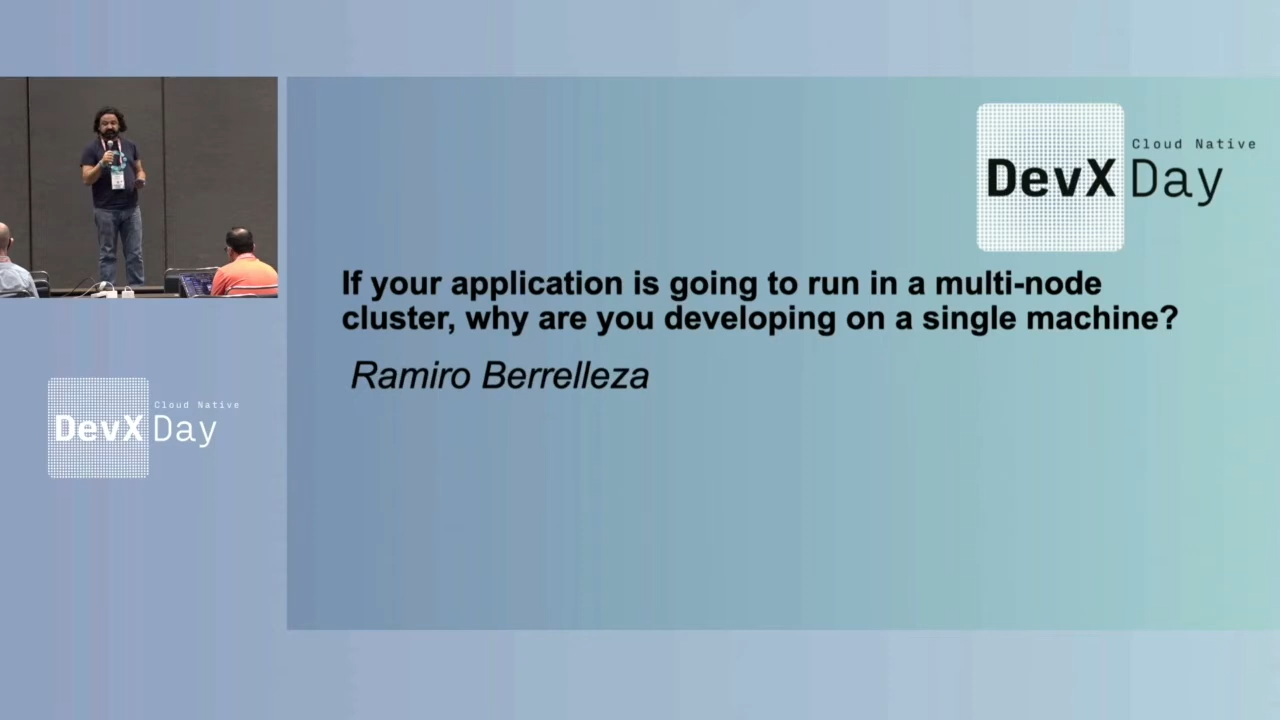 Cloud Native
DevX Day
If your application is going to run in a multi-node
cluster, why are you developing on a single machine?
Ramiro Berrelleza
Cloud Native
DevX Day